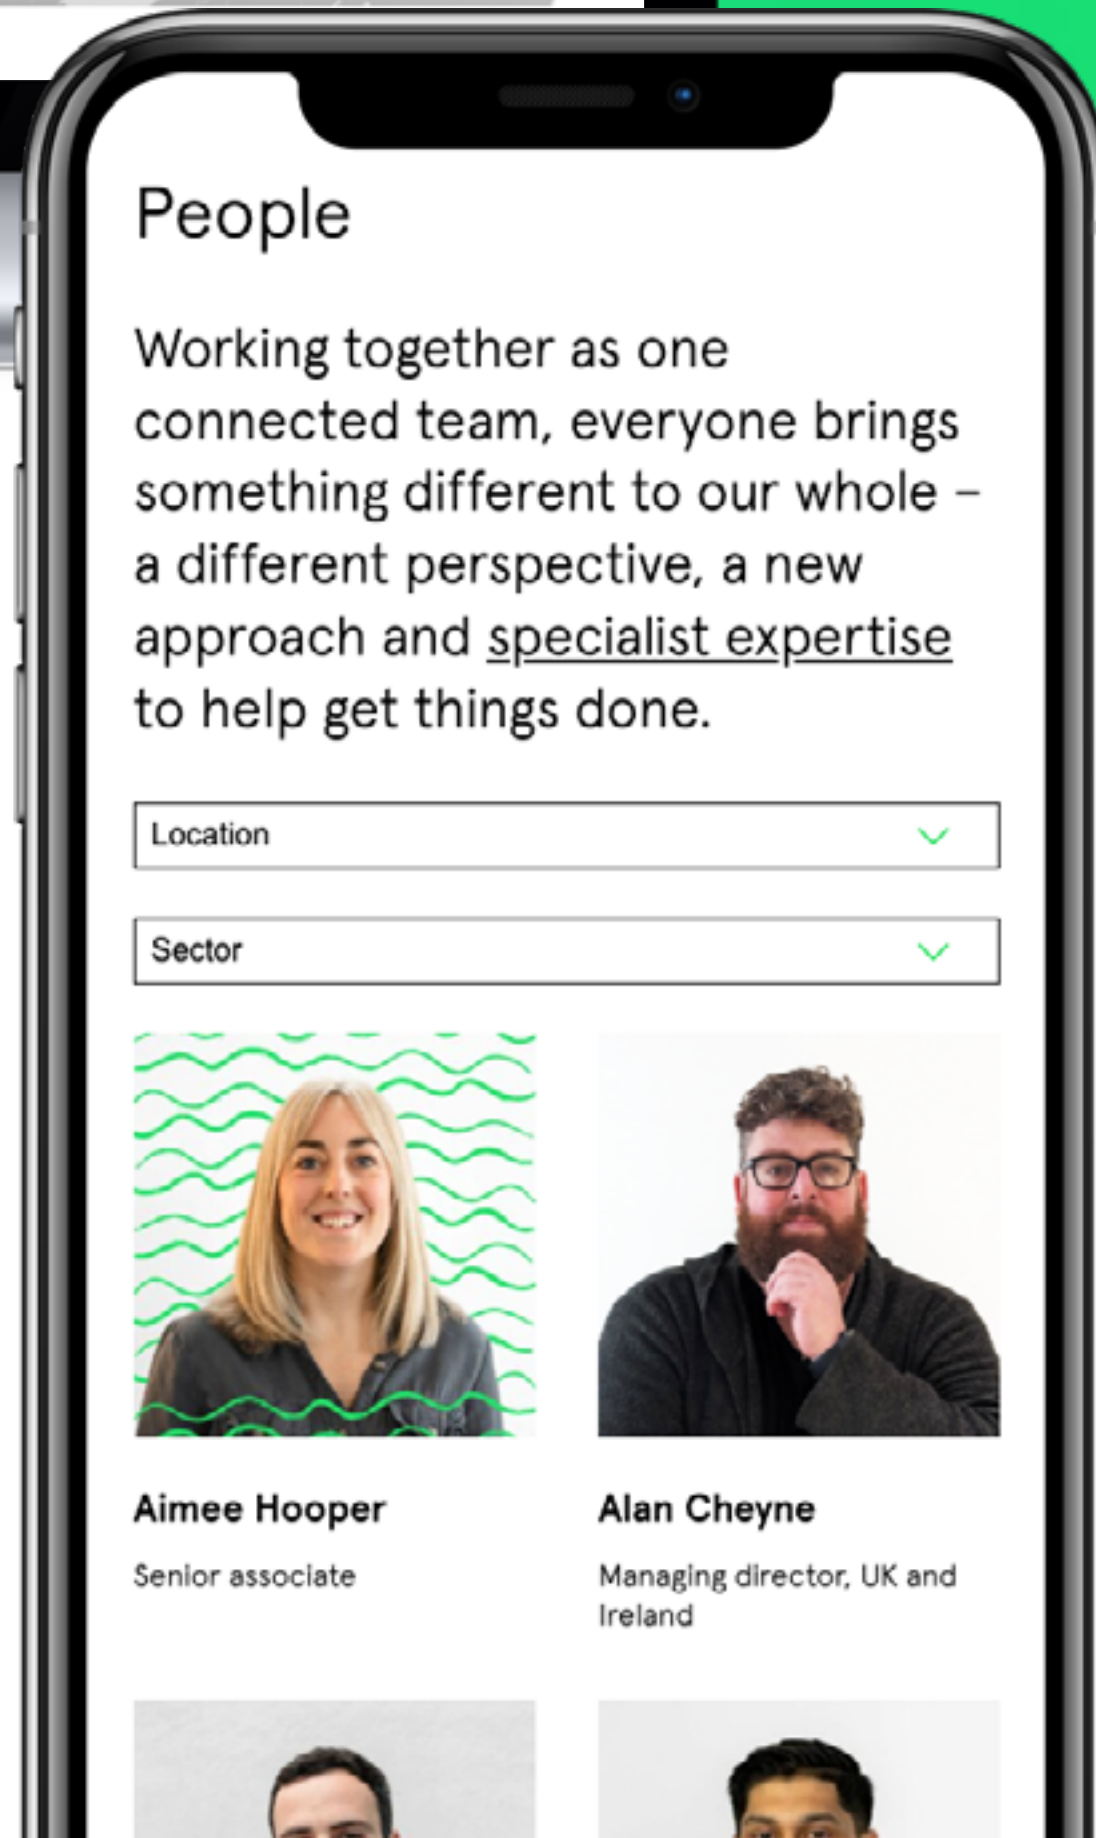 People
Working together as one
connected team, everyone brings
something different to our whole –
a different perspective, a new
approach and specialist expertise
to help get things done.
Location
Sector
Aimee Hooper
Senior associate
Alan Cheyne
Managing director, UK and
Ireland